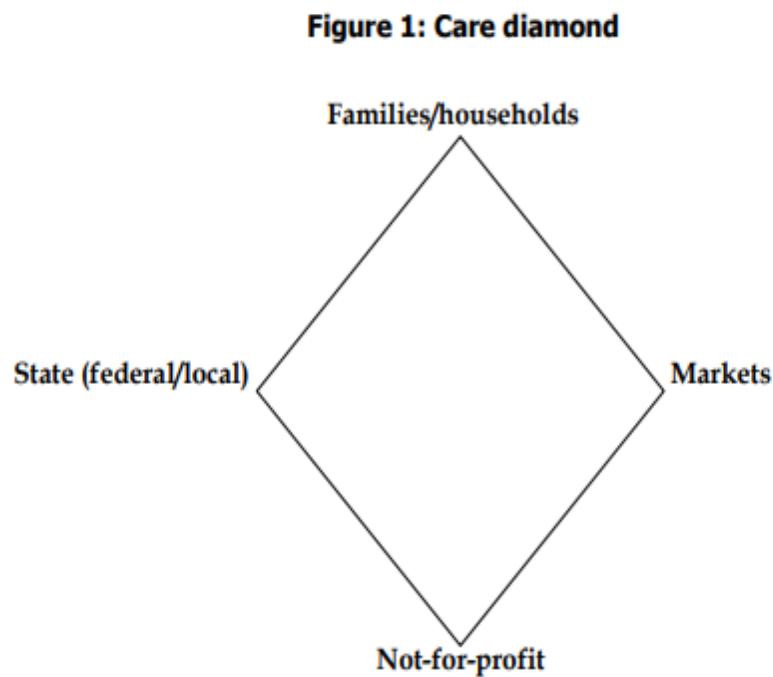 Figure 1: Care diamond
Families/households
State (federal/local)
Markets
Not-for-profit